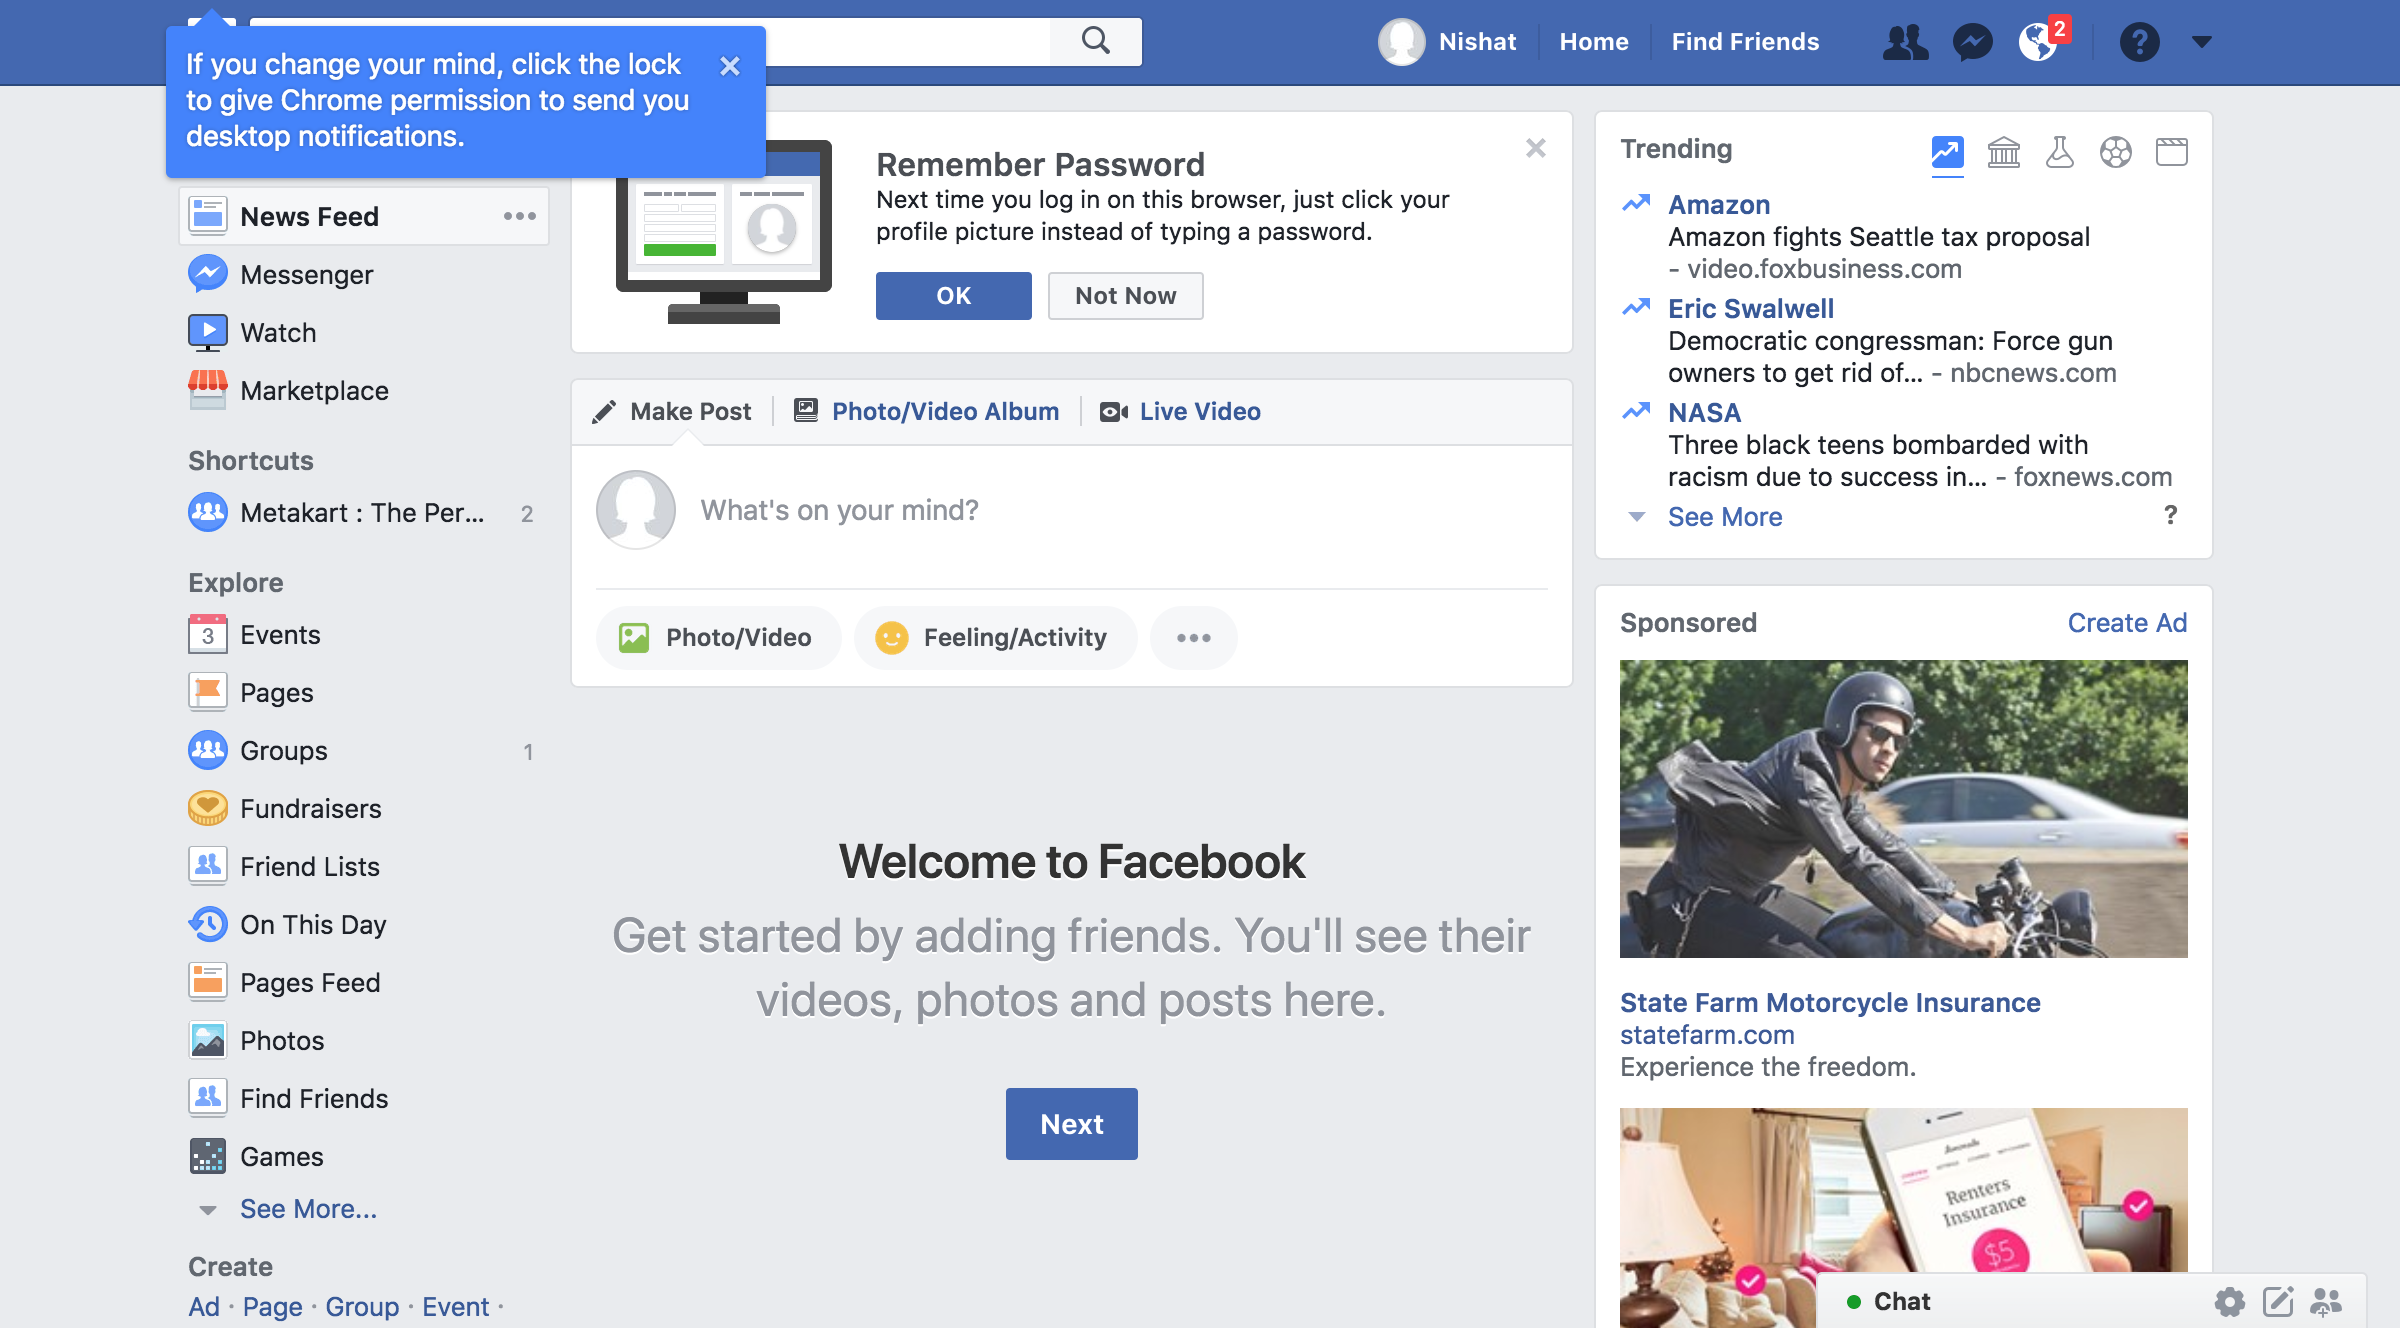 If you change your mind, click the lock
to give Chrome permission to send you
desktop notifications.
Nishat
Home
Find Friends
2
?
News Feed
Messenger
Watch
Marketplace
Shortcuts
Metakart : The Per... 2
Explore
3
Events
Pages
Groups 1
Fundraisers
Friend Lists
On This Day
Pages Feed
Photos
Find Friends
Games
See More...
Create
Ad · Page · Group · Event ·
Remember Password
Next time you log in on this browser, just click your
profile picture instead of typing a password.
OK
Not Now
Make Post
Photo/Video Album
Live Video
What's on your mind?
Photo/Video
Feeling/Activity
Welcome to Facebook
Get started by adding friends. You'll see their
videos, photos and posts here.
Next
Trending
Amazon
Amazon fights Seattle tax proposal
- video.foxbusiness.com
Eric Swalwell
Democratic congressman: Force gun
owners to get rid of... - nbcnews.com
NASA
Three black teens bombarded with
racism due to success in... - foxnews.com
See More
?
Sponsored
Create Ad
State Farm Motorcycle Insurance
statefarm.com
Experience the freedom.
Renters
Insurance
$5
Chat